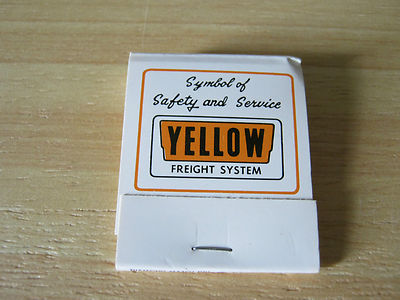 Symbol of
Safety and Service
YELLOW
FREIGHT SYSTEM